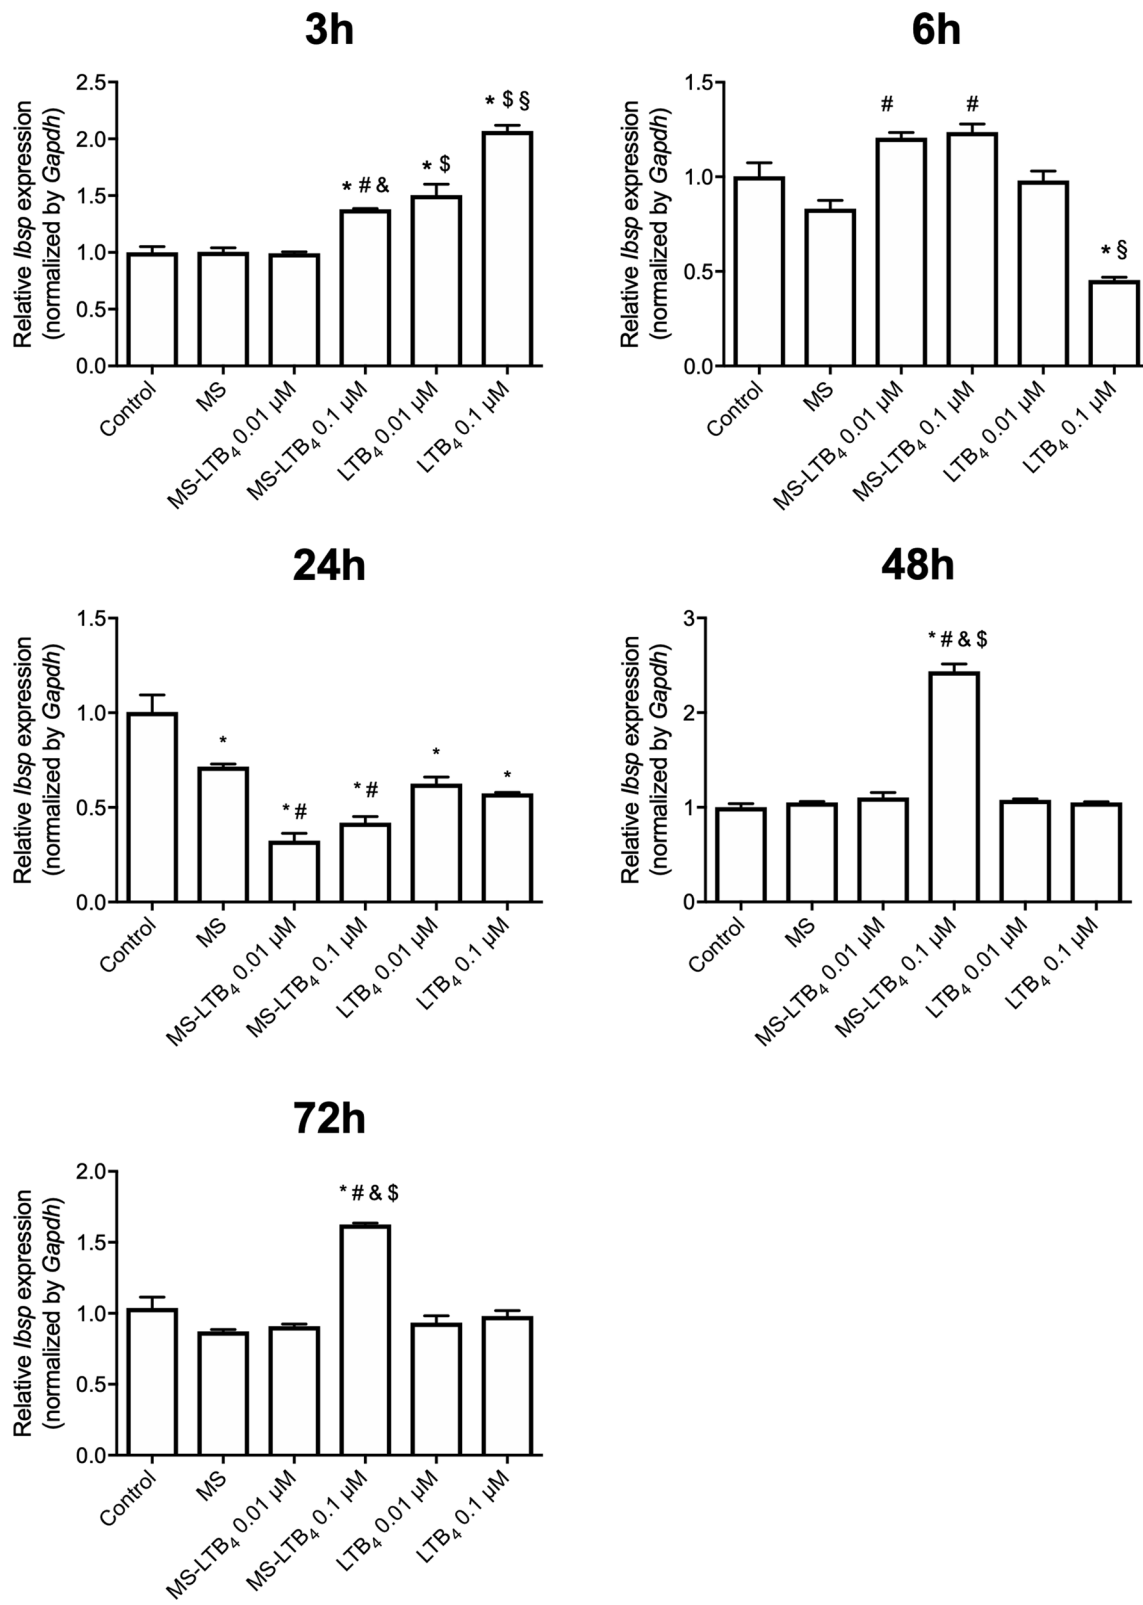 3h
Relative Ibsp expression
(normalized by Gapdh)
2.5
2.0
1.5
1.0
0.5
0.0
* # &
* $
* $ §
Control
MS
MS-LTB4 0.01 µM
MS-LTB4 0.1 µM
LTB4 0.01 µM
LTB4 0.1 µM
6h
Relative Ibsp expression
(normalized by Gapdh)
1.5
1.0
0.5
0.0
#
#
* §
Control
MS
MS-LTB4 0.01 µM
MS-LTB4 0.1 µM
LTB4 0.01 µM
LTB4 0.1 µM
24h
Relative Ibsp expression
(normalized by Gapdh)
1.5
1.0
0.5
0.0
*
* #
* #
*
*
Control
MS
MS-LTB4 0.01 µM
MS-LTB4 0.1 µM
LTB4 0.01 µM
LTB4 0.1 µM
48h
Relative Ibsp expression
(normalized by Gapdh)
3
2
1
0
* # & $
Control
MS
MS-LTB4 0.01 µM
MS-LTB4 0.1 µM
LTB4 0.01 µM
LTB4 0.1 µM
72h
Relative Ibsp expression
(normalized by Gapdh)
2.0
1.5
1.0
0.5
0.0
* # & $
Control
MS
MS-LTB4 0.01 µM
MS-LTB4 0.1 µM
LTB4 0.01 µM
LTB4 0.1 µM